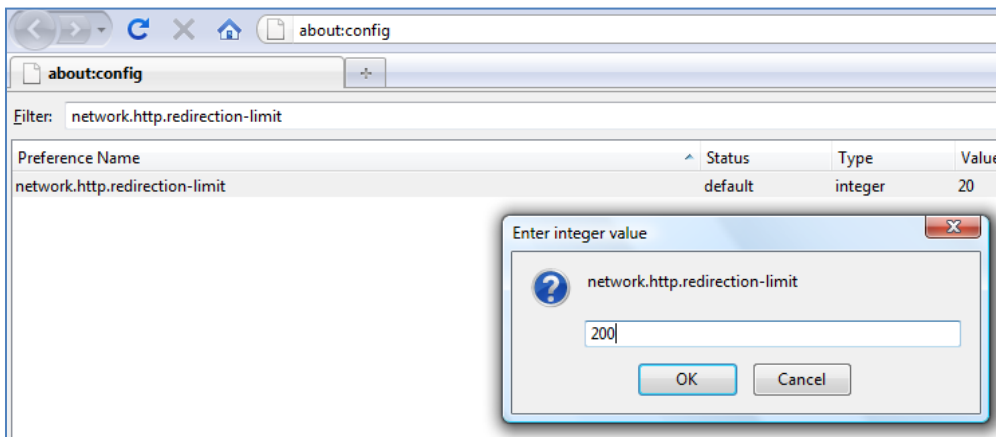 about:config
about:config
Filter: network.http.redirection-limit
Preference Name Status Type Value
network.http.redirection-limit default integer 20
Enter integer value
network.http.redirection-limit
200
OK Cancel